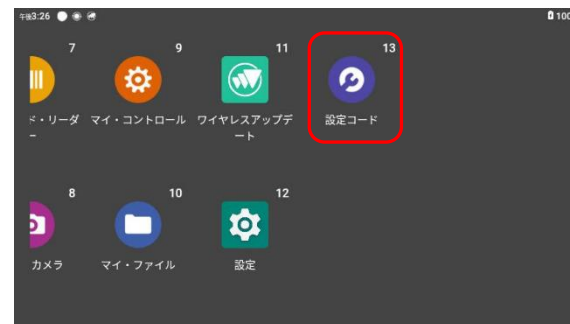 午後3:26 100
7 9 11 13
ド・リーダ マイ・コントロール ワイヤレスアップデ 設定コード
ー ート
8 10 12
カメラ マイ・ファイル 設定